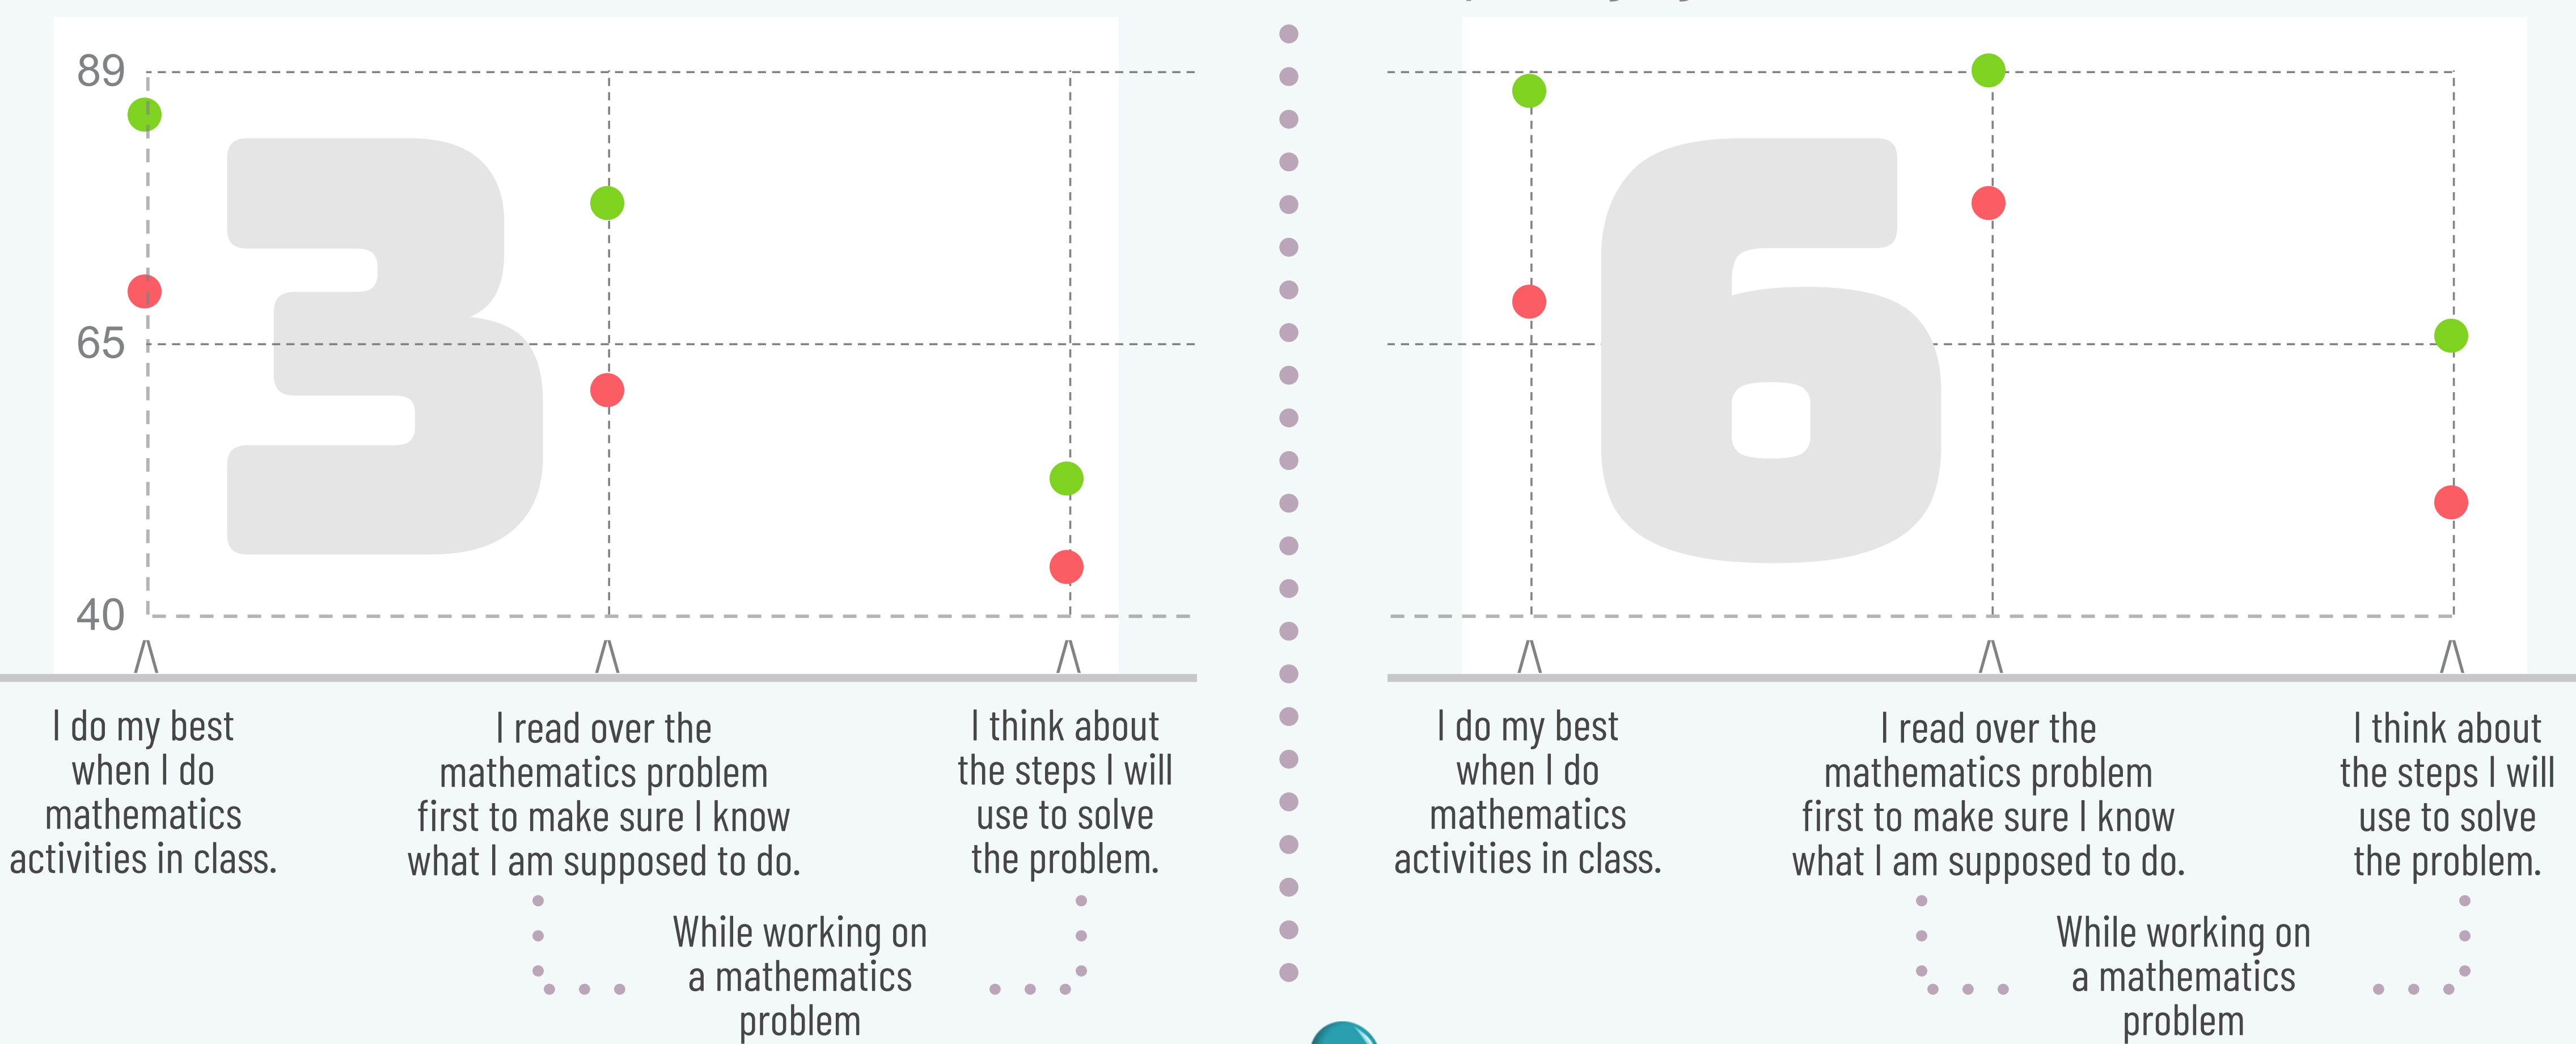 89
65
40
3
6
I do my best
when I do
mathematics
activities in class.
I read over the
mathematics problem
first to make sure I know
what I am supposed to do.
I think about
the steps I will
use to solve
the problem.
While working on
a mathematics
problem
I do my best
when I do
mathematics
activities in class.
I read over the
mathematics problem
first to make sure I know
what I am supposed to do.
I think about
the steps I will
use to solve
the problem.
While working on
a mathematics
problem